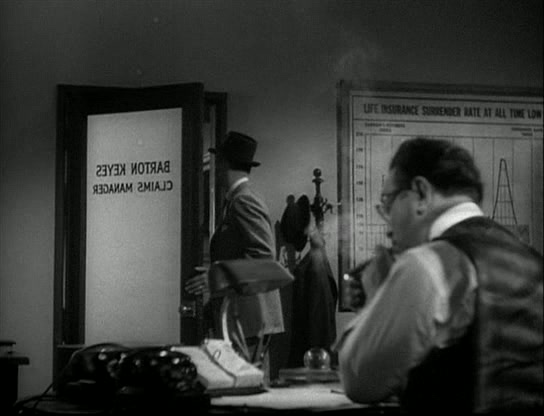 BARTON KEYES
CLAIMS MANAGER
LIFE INSURANCE SURRENDER RATE AT ALL TIME LOW